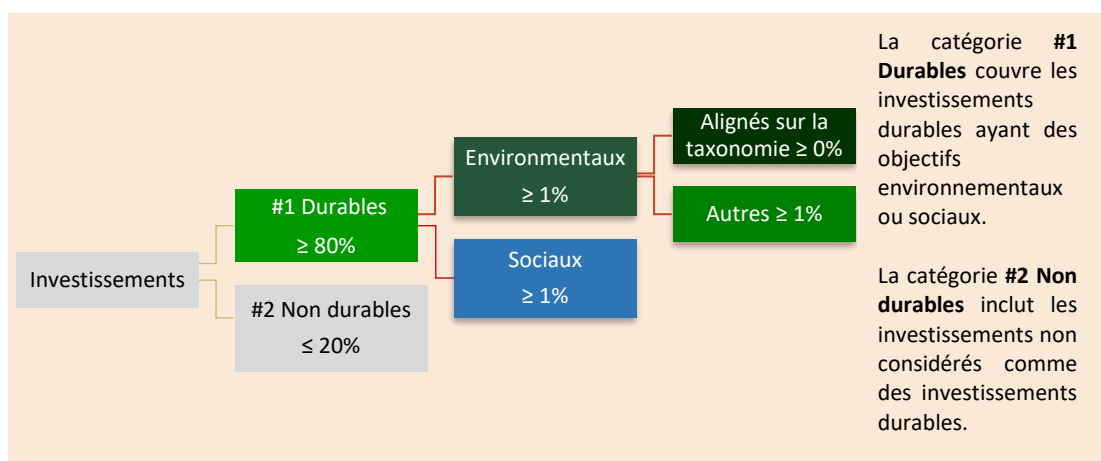 Investissements
#1 Durables
≥ 80%
#2 Non durables
≤ 20%
Environmentaux
≥ 1%
Sociaux
≥ 1%
Alignés sur la
taxonomie ≥ 0%
Autres ≥ 1%
La catégorie #1
Durables couvre les
investissements
durables ayant des
objectifs
environnementaux
ou sociaux.
La catégorie #2 Non
durables inclut les
investissements non
considérés comme
des investissements
durables.